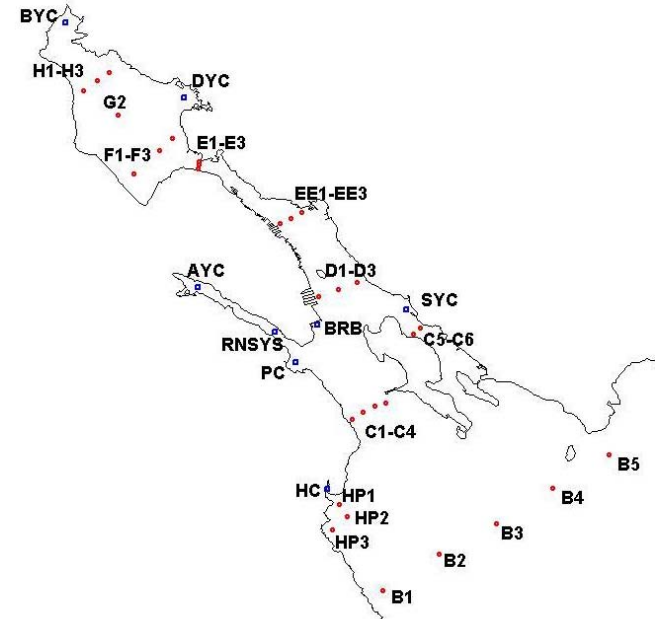 BYC
H1-H3
DYC
G2
E1-E3
F1-F3
EE1-EE3
D1-D3
AYC
SYC
BRB
C5-C6
RNSYS
PC
C1-C4
B5
HC
HP1
B4
HP2
B3
HP3
B2
B1